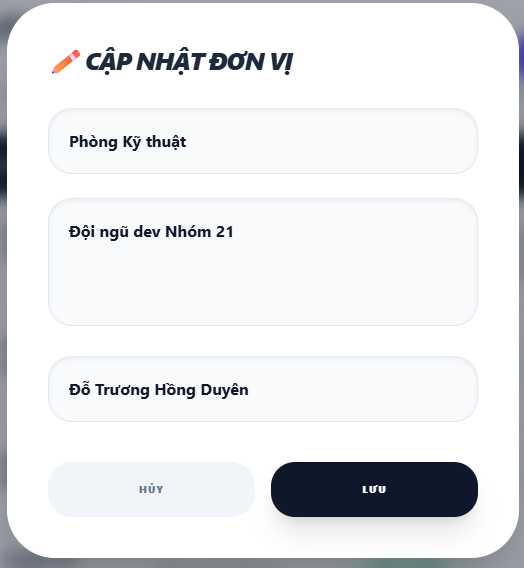 ✏️ CẬP NHẬT ĐƠN VỊ
Phòng Kỹ thuật
Đội ngũ dev Nhóm 21
Đỗ Trương Hồng Duyên
HỦY
LƯU